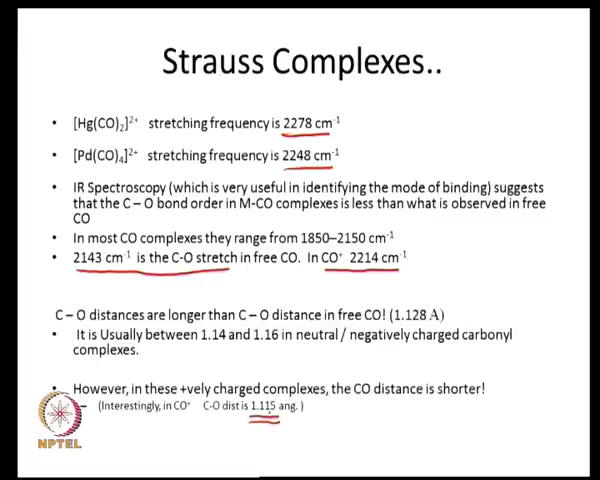 Strauss Complexes..
• [Hg(CO)₂]²⁺ stretching frequency is 2278 cm⁻¹
• [Pd(CO)₄]²⁺ stretching frequency is 2248 cm⁻¹
• IR Spectroscopy (which is very useful in identifying the mode of binding) suggests
that the C – O bond order in M-CO complexes is less than what is observed in free
CO
• In most CO complexes they range from 1850–2150 cm⁻¹
• 2143 cm⁻¹ is the C-O stretch in free CO. In CO⁺ 2214 cm⁻¹
C – O distances are longer than C – O distance in free CO! (1.128 A)
• It is Usually between 1.14 and 1.16 in neutral / negatively charged carbonyl
complexes.
• However, in these +vely charged complexes, the CO distance is shorter!
– (Interestingly, in CO⁺ C-O dist is 1.115 ang. )
NPTEL